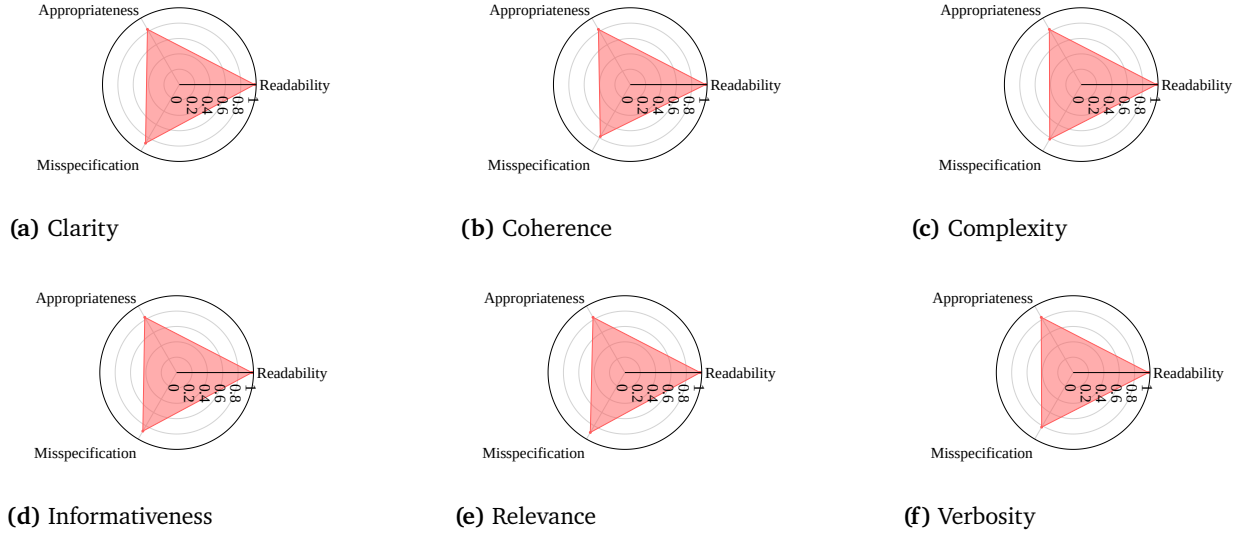 Appropriateness
Readability
0
0.2
0.4
0.6
0.8
1
Misspecification
(a) Clarity
Appropriateness
Readability
0
0.2
0.4
0.6
0.8
1
Misspecification
(b) Coherence
Appropriateness
Readability
0
0.2
0.4
0.6
0.8
1
Misspecification
(c) Complexity
Appropriateness
Readability
0
0.2
0.4
0.6
0.8
1
Misspecification
(d) Informativeness
Appropriateness
Readability
0
0.2
0.4
0.6
0.8
1
Misspecification
(e) Relevance
Appropriateness
Readability
0
0.2
0.4
0.6
0.8
1
Misspecification
(f) Verbosity